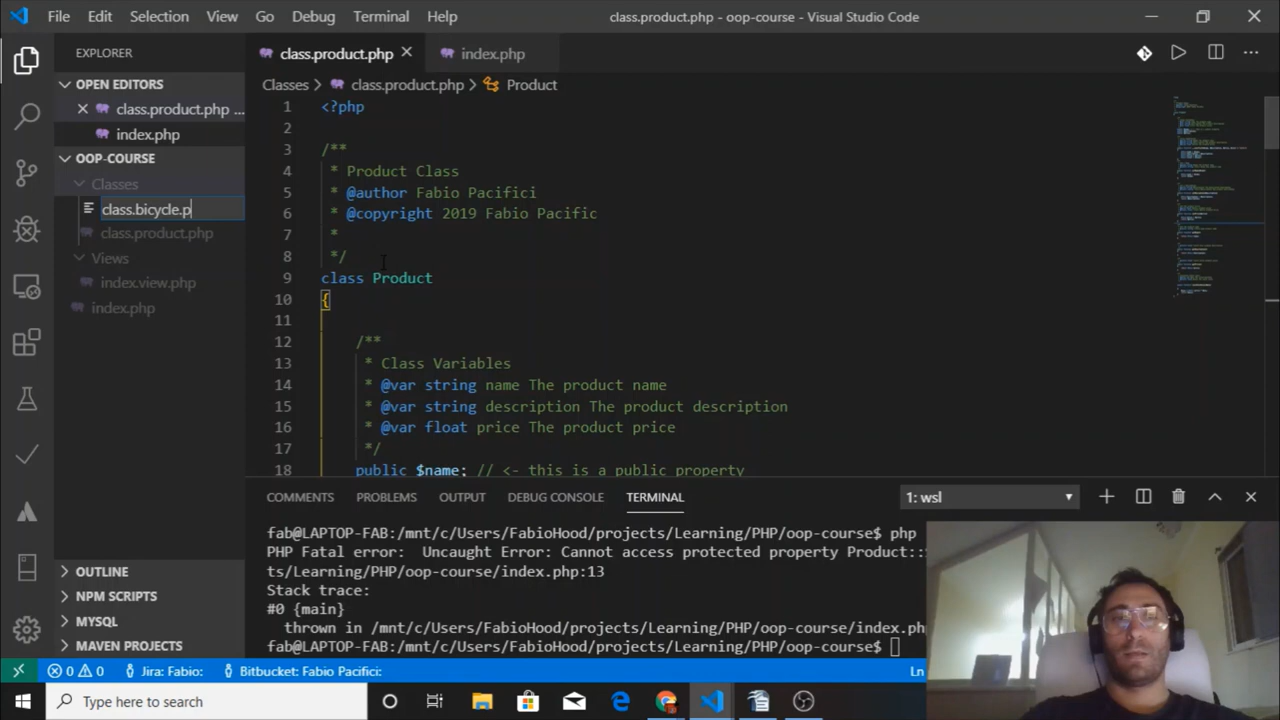 File Edit Selection View Go Debug Terminal Help class.product.php - oop-course - Visual Studio Code
EXPLORER
OPEN EDITORS
class.product.php ...
index.php
OOP-COURSE
Classes
class.bicycle.p
class.product.php
Views
index.view.php
index.php
OUTLINE
NPM SCRIPTS
MYSQL
MAVEN PROJECTS
class.product.php index.php
Classes > class.product.php > Product
1 <?php
2
3 /**
4 * Product Class
5 * @author Fabio Pacifici
6 * @copyright 2019 Fabio Pacific
7 *
8 */
9 class Product
10 {
11
12 /**
13 * Class Variables
14 * @var string name The product name
15 * @var string description The product description
16 * @var float price The product price
17 */
18 public $name; // <- this is a public property
COMMENTS PROBLEMS OUTPUT DEBUG CONSOLE TERMINAL 1: wsl
fab@LAPTOP-FAB:/mnt/c/Users/FabioHood/projects/Learning/PHP/oop-course$ php
PHP Fatal error:  Uncaught Error: Cannot access protected property Product::
ts/Learning/PHP/oop-course/index.php:13
Stack trace:
#0 {main}
thrown in /mnt/c/Users/FabioHood/projects/Learning/PHP/oop-course/index.ph
fab@LAPTOP-FAB:/mnt/c/Users/FabioHood/projects/Learning/PHP/oop-course$
0 0 Jira: Fabio: Bitbucket: Fabio Pacifici: Ln
Type here to search